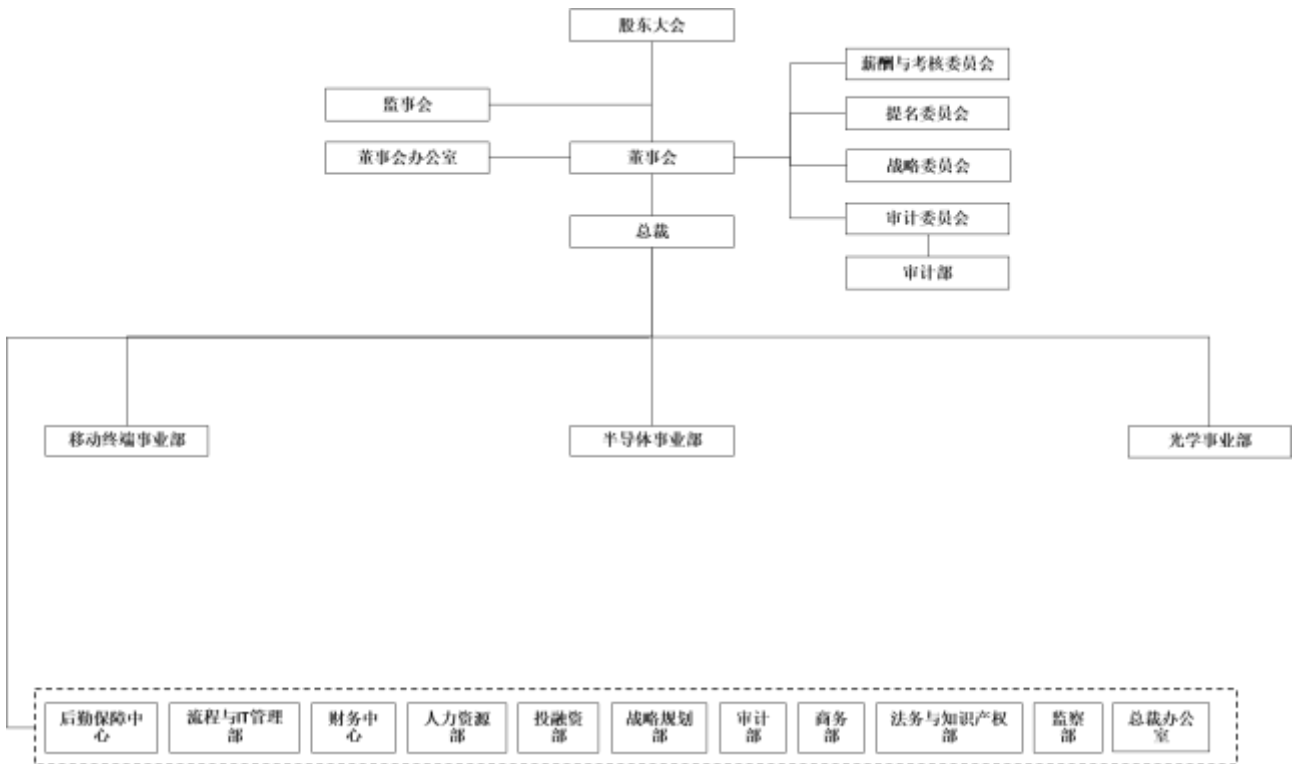 股东大会
薪酬与考核委员会
监事会
提名委员会
董事会办公室
董事会
战略委员会
总裁
审计委员会
审计部
移动终端事业部
半导体事业部
光学事业部
后勤保障中
心
流程与IT管理
部
财务中
心
人力资源
部
投融资
部
战略规划
部
审计
部
商务
部
法务与知识产权
部
监察
部
总裁办公
室